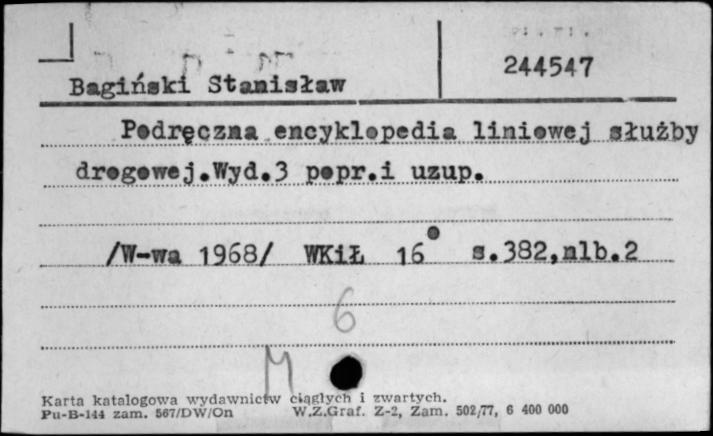 244547
Bagiński Stanisław
Podręczna encyklopedia liniowej służby
drogowej.Wyd.3 popr.i uzup.
/W-wa 1968/ WKiŁ 16° s.382,nlb.2
6
M
Karta katalogowa wydawnictw ciągłych i zwartych.
Pu-B-144 zam. 567/DW/On W.Z.Graf. Z-2, Zam. 502/77, 6 400 000